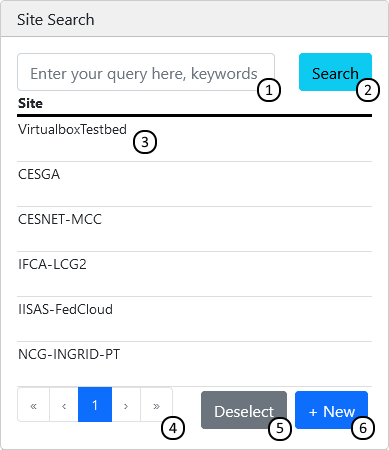 Site Search
Enter your query here, keywords
1
Search
2
Site
VirtualboxTestbed
3
CESGA
CESNET-MCC
IFCA-LCG2
IISAS-FedCloud
NCG-INGRID-PT
« ‹ 1 › »
4
Deselect
5
+ New
6